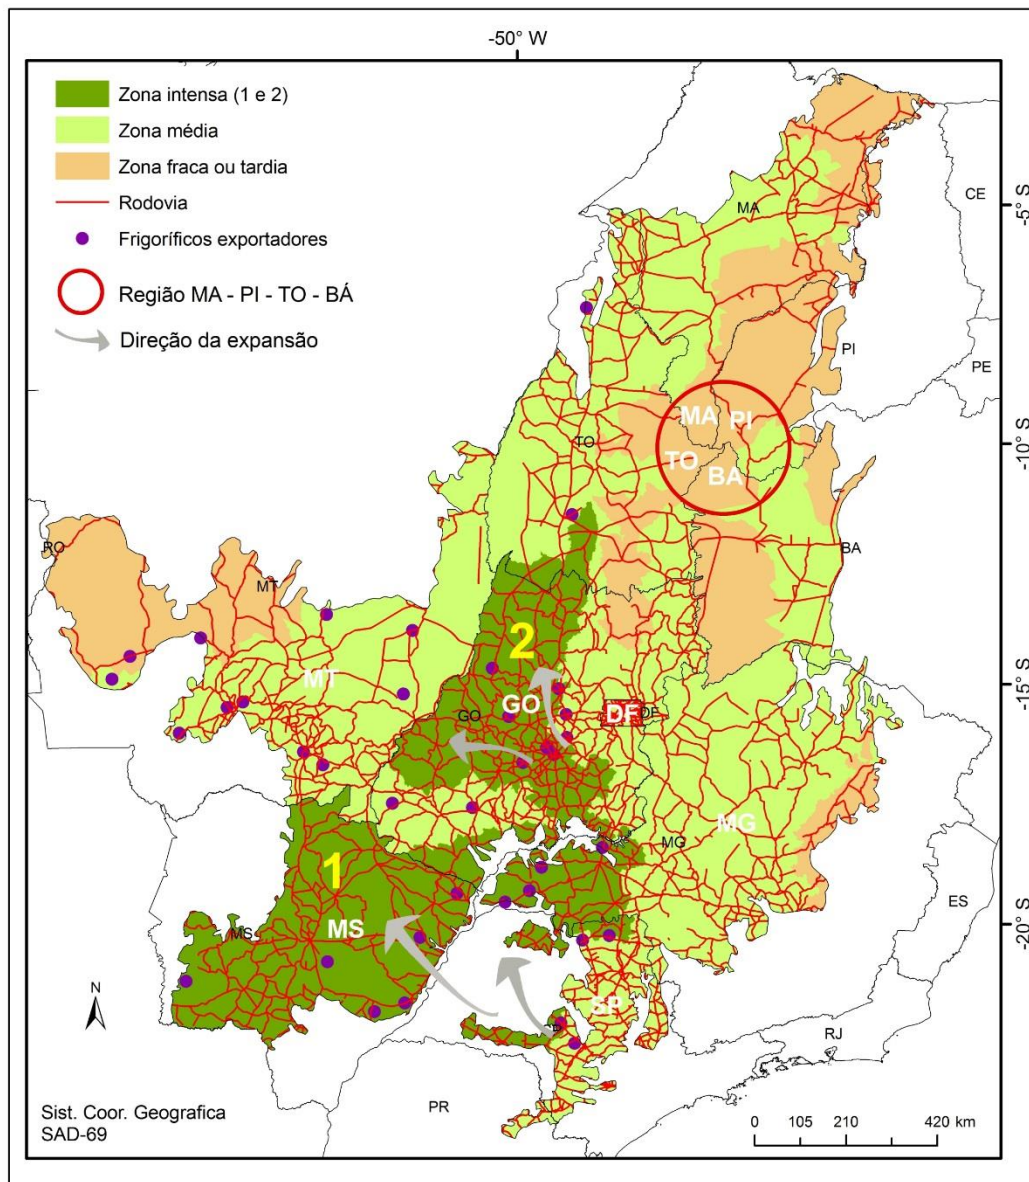 -50° W
Zona intensa (1 e 2)
Zona média
Zona fraca ou tardia
Rodovia
Frigoríficos exportadores
Região MA - PI - TO - BÁ
Direção da expansão
-5° S
-10° S
-15° S
-20° S
CE
MA
PI
PE
MA PI
TO
TO BÁ
BA
RO
MT
2
MT
GO
GO
DF
DF
MG
MG
1
MS
MS
ES
SP
RJ
PR
N
Sist. Coor. Geografica
SAD-69
0 105 210 420 km